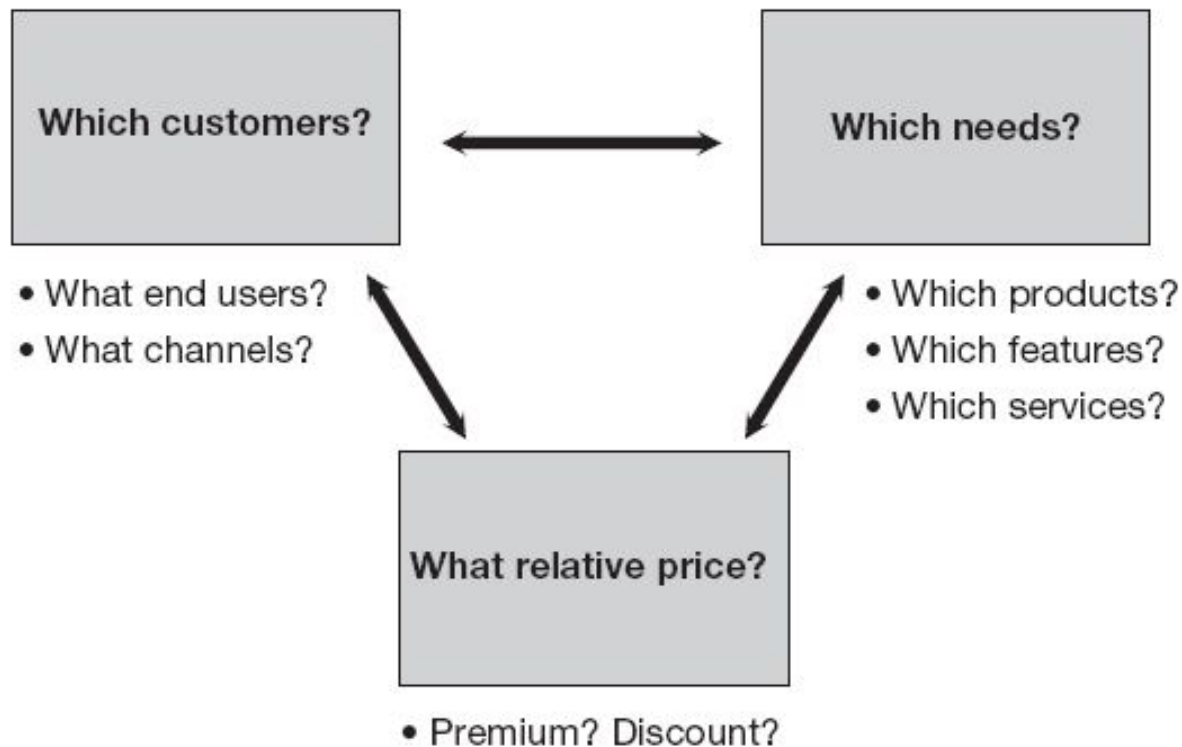 Which customers?
Which needs?
• What end users?
• What channels?
• Which products?
• Which features?
• Which services?
What relative price?
• Premium? Discount?